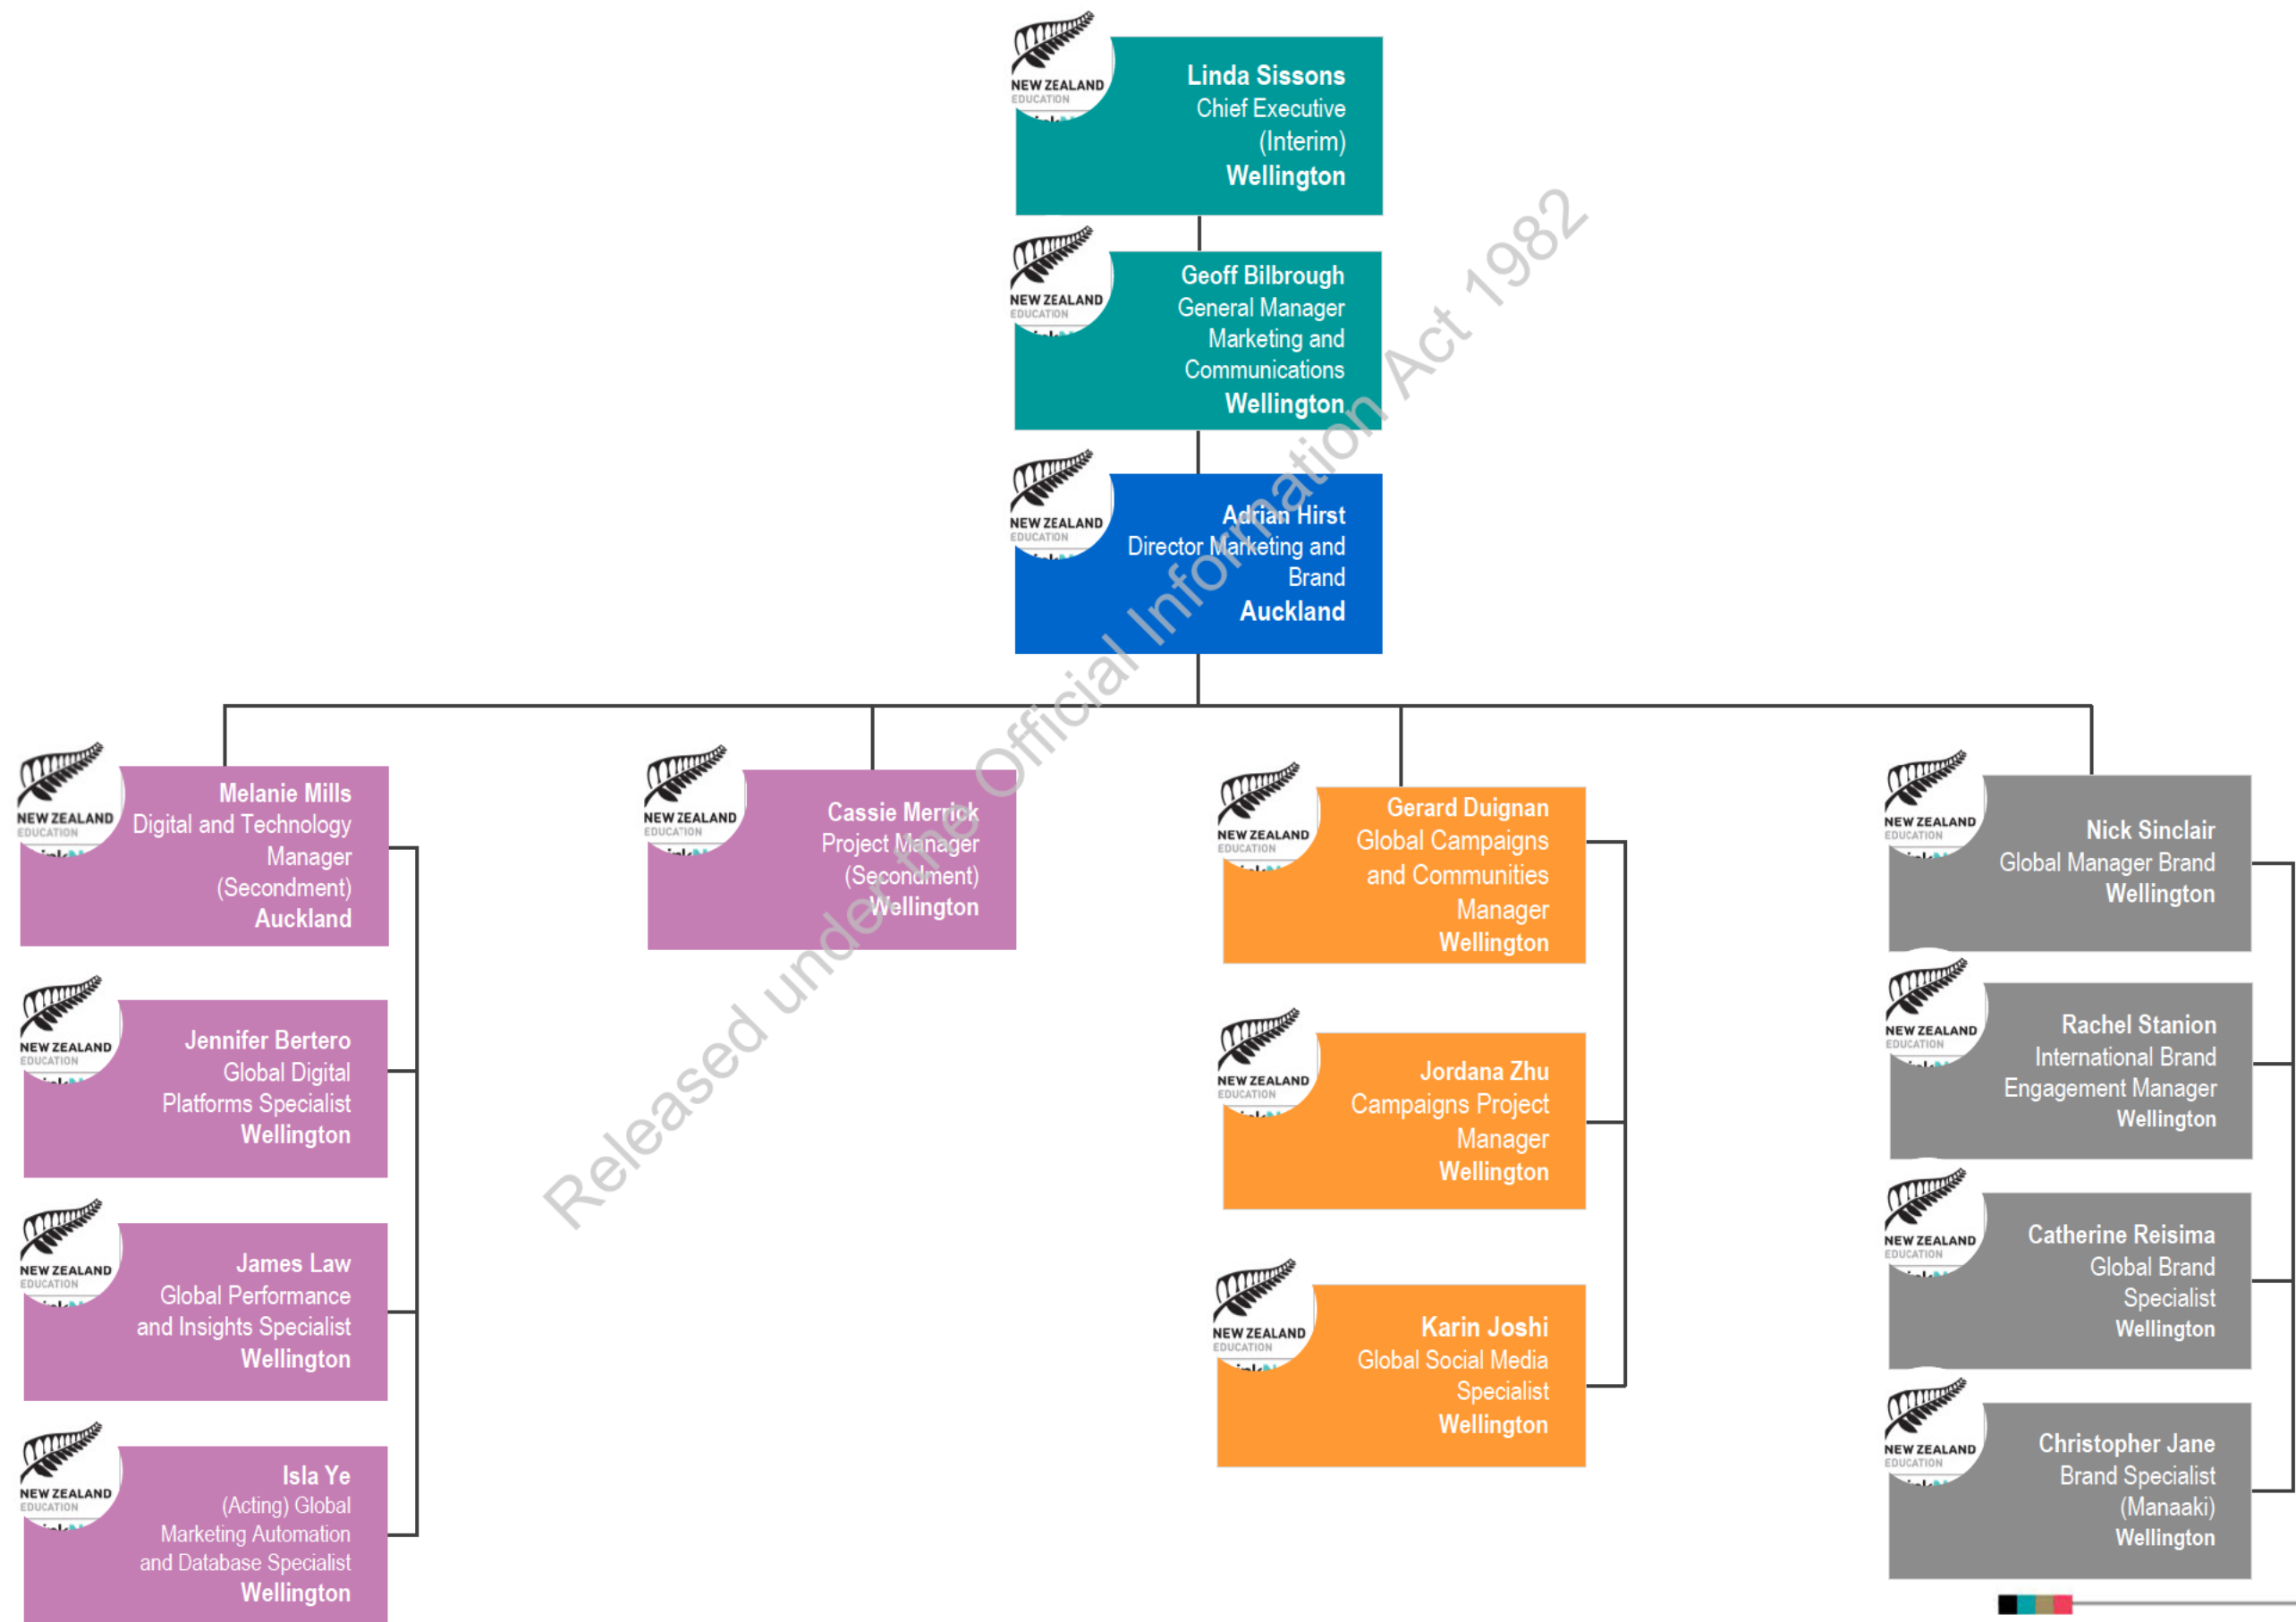 NEW ZEALAND
EDUCATION
Linda Sissons
Chief Executive
(Interim)
Wellington
NEW ZEALAND
EDUCATION
Geoff Bilbrough
General Manager
Marketing and
Communications
Wellington
NEW ZEALAND
EDUCATION
Adrian Hirst
Director Marketing and
Brand
Auckland
Released under the Official Information Act 1982
NEW ZEALAND
EDUCATION
Melanie Mills
Digital and Technology
Manager
(Secondment)
Auckland
NEW ZEALAND
EDUCATION
Jennifer Bertero
Global Digital
Platforms Specialist
Wellington
NEW ZEALAND
EDUCATION
James Law
Global Performance
and Insights Specialist
Wellington
NEW ZEALAND
EDUCATION
Isla Ye
(Acting) Global
Marketing Automation
and Database Specialist
Wellington
NEW ZEALAND
EDUCATION
Cassie Merrick
Project Manager
(Secondment)
Wellington
NEW ZEALAND
EDUCATION
Gerard Duignan
Global Campaigns
and Communities
Manager
Wellington
NEW ZEALAND
EDUCATION
Jordana Zhu
Campaigns Project
Manager
Wellington
NEW ZEALAND
EDUCATION
Karin Joshi
Global Social Media
Specialist
Wellington
NEW ZEALAND
EDUCATION
Nick Sinclair
Global Manager Brand
Wellington
NEW ZEALAND
EDUCATION
Rachel Stanion
International Brand
Engagement Manager
Wellington
NEW ZEALAND
EDUCATION
Catherine Reisima
Global Brand
Specialist
Wellington
NEW ZEALAND
EDUCATION
Christopher Jane
Brand Specialist
(Manaaki)
Wellington